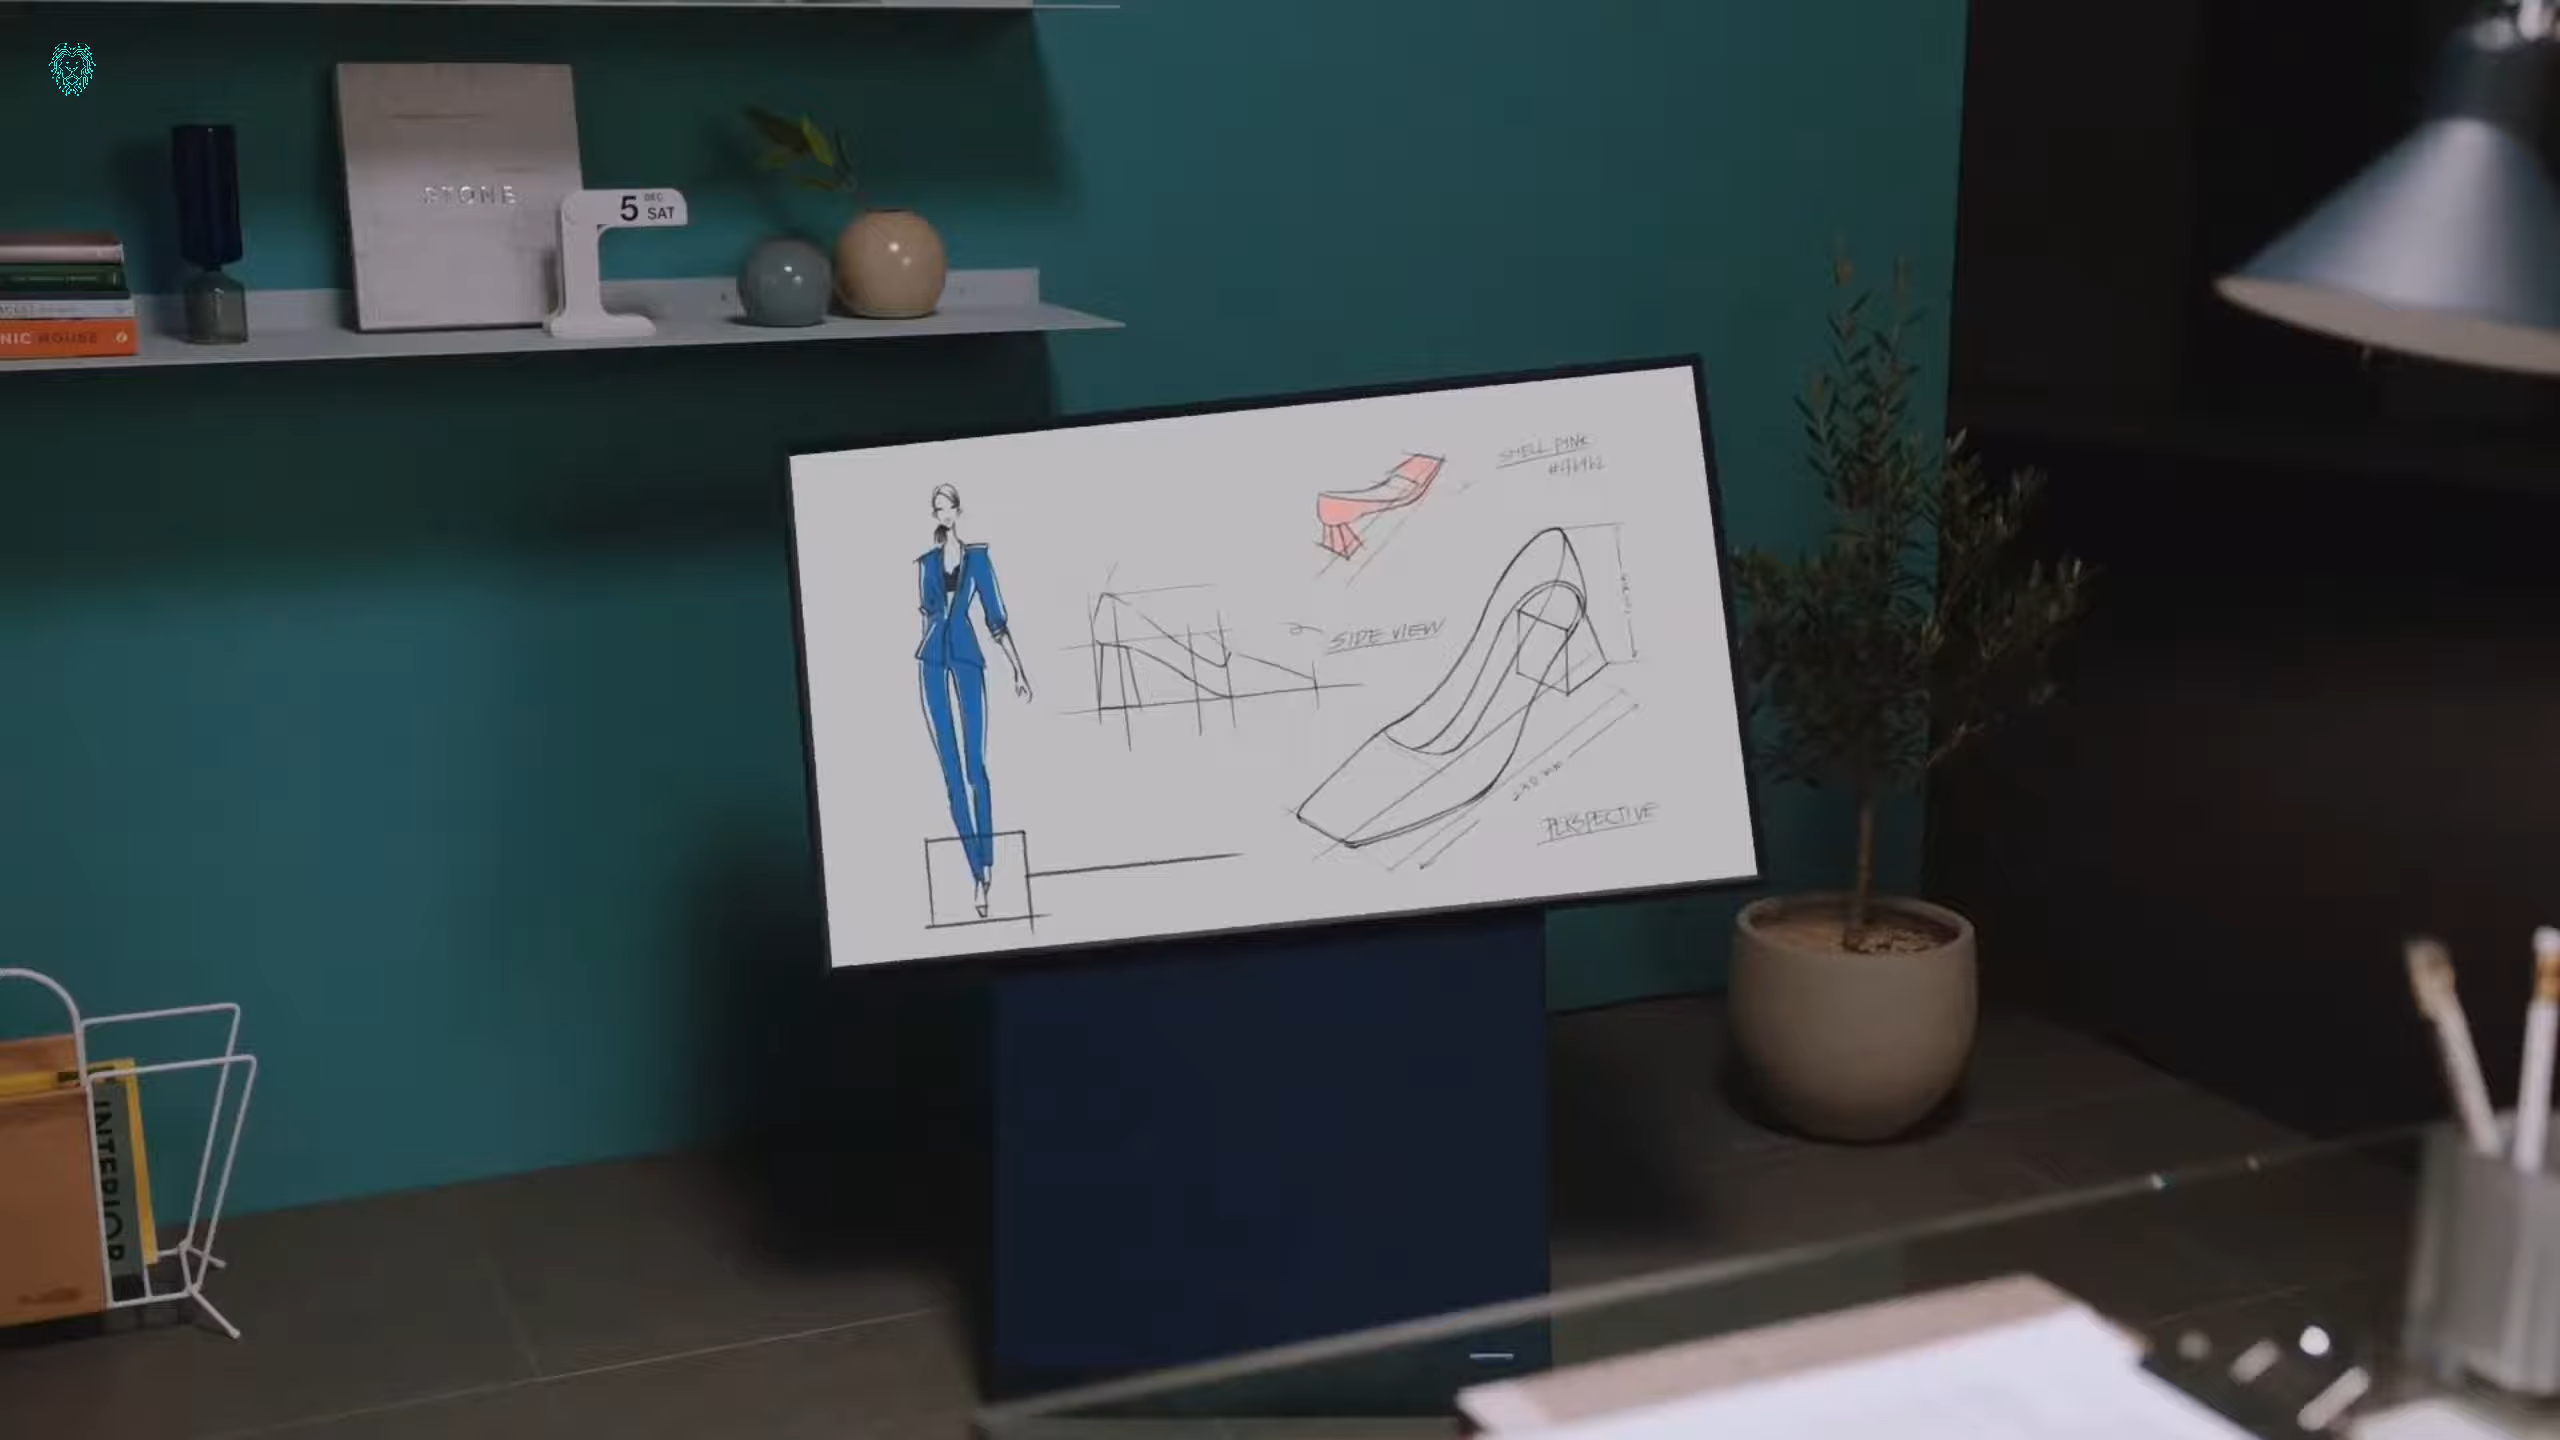 STONE
5 DEC
SAT
NIC HOUSE
SHELL PINK
SIDE VIEW
PERSPECTIVE
INTERIOR